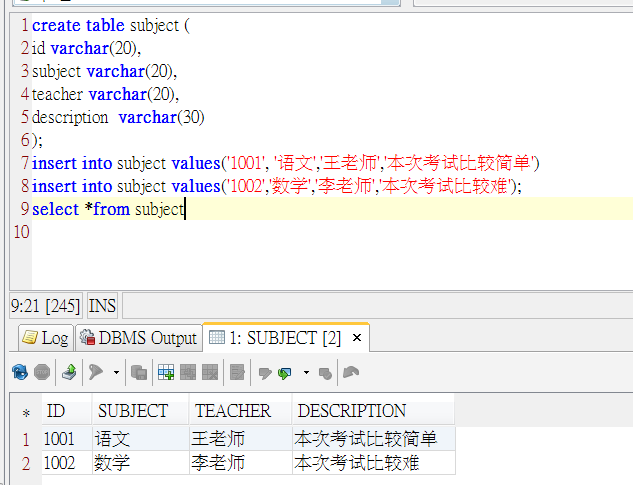 1 create table subject (
2 id varchar(20),
3 subject varchar(20),
4 teacher varchar(20),
5 description  varchar(30)
6 );
7 insert into subject values('1001', '语文','王老师','本次考试比较简单')
8 insert into subject values('1002','数学','李老师','本次考试比较难');
9 select *from subject
10
9:21 [245] INS
Log DBMS Output 1: SUBJECT [2] ×
* ID SUBJECT TEACHER DESCRIPTION
1 1001 语文 王老师 本次考试比较简单
2 1002 数学 李老师 本次考试比较难